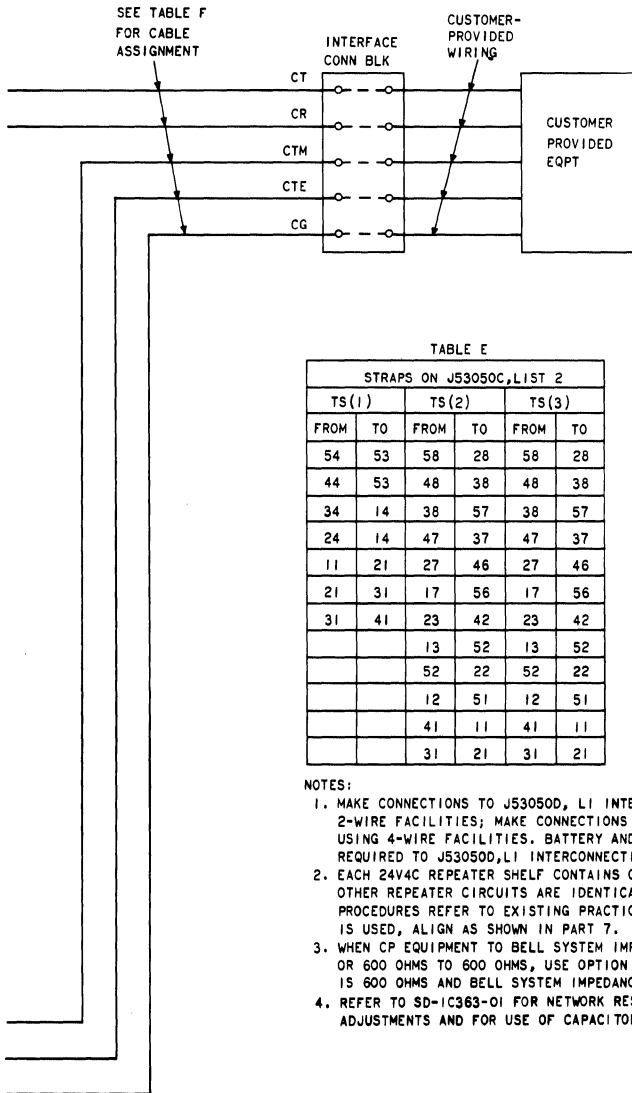 SEE TABLE F
FOR CABLE
ASSIGNMENT
INTERFACE
CONN BLK
CUSTOMER-
PROVIDED
WIRING
CT
CR
CTM
CTE
CG
CUSTOMER
PROVIDED
EQPT
TABLE E
STRAPS ON J53050C, LIST 2
TS(1) TS(2) TS(3)
FROM TO FROM TO FROM TO
54 53 58 28 58 28
44 53 48 38 48 38
34 14 38 57 38 57
24 14 47 37 47 37
11 21 27 46 27 46
21 31 17 56 17 56
31 41 23 42 23 42
13 52 13 52
52 22 52 22
12 51 12 51
41 11 41 11
31 21 31 21
NOTES:
1. MAKE CONNECTIONS TO J53050D, L1 INTE
2-WIRE FACILITIES; MAKE CONNECTIONS
USING 4-WIRE FACILITIES. BATTERY AND
REQUIRED TO J53050D,L1 INTERCONNECTI
2. EACH 24V4C REPEATER SHELF CONTAINS
OTHER REPEATER CIRCUITS ARE IDENTICA
PROCEDURES REFER TO EXISTING PRACTIC
IS USED, ALIGN AS SHOWN IN PART 7.
3. WHEN CP EQUIPMENT TO BELL SYSTEM IMP
OR 600 OHMS TO 600 OHMS, USE OPTION
IS 600 OHMS AND BELL SYSTEM IMPEDANC
4. REFER TO SD-1C363-01 FOR NETWORK RES
ADJUSTMENTS AND FOR USE OF CAPACITOR